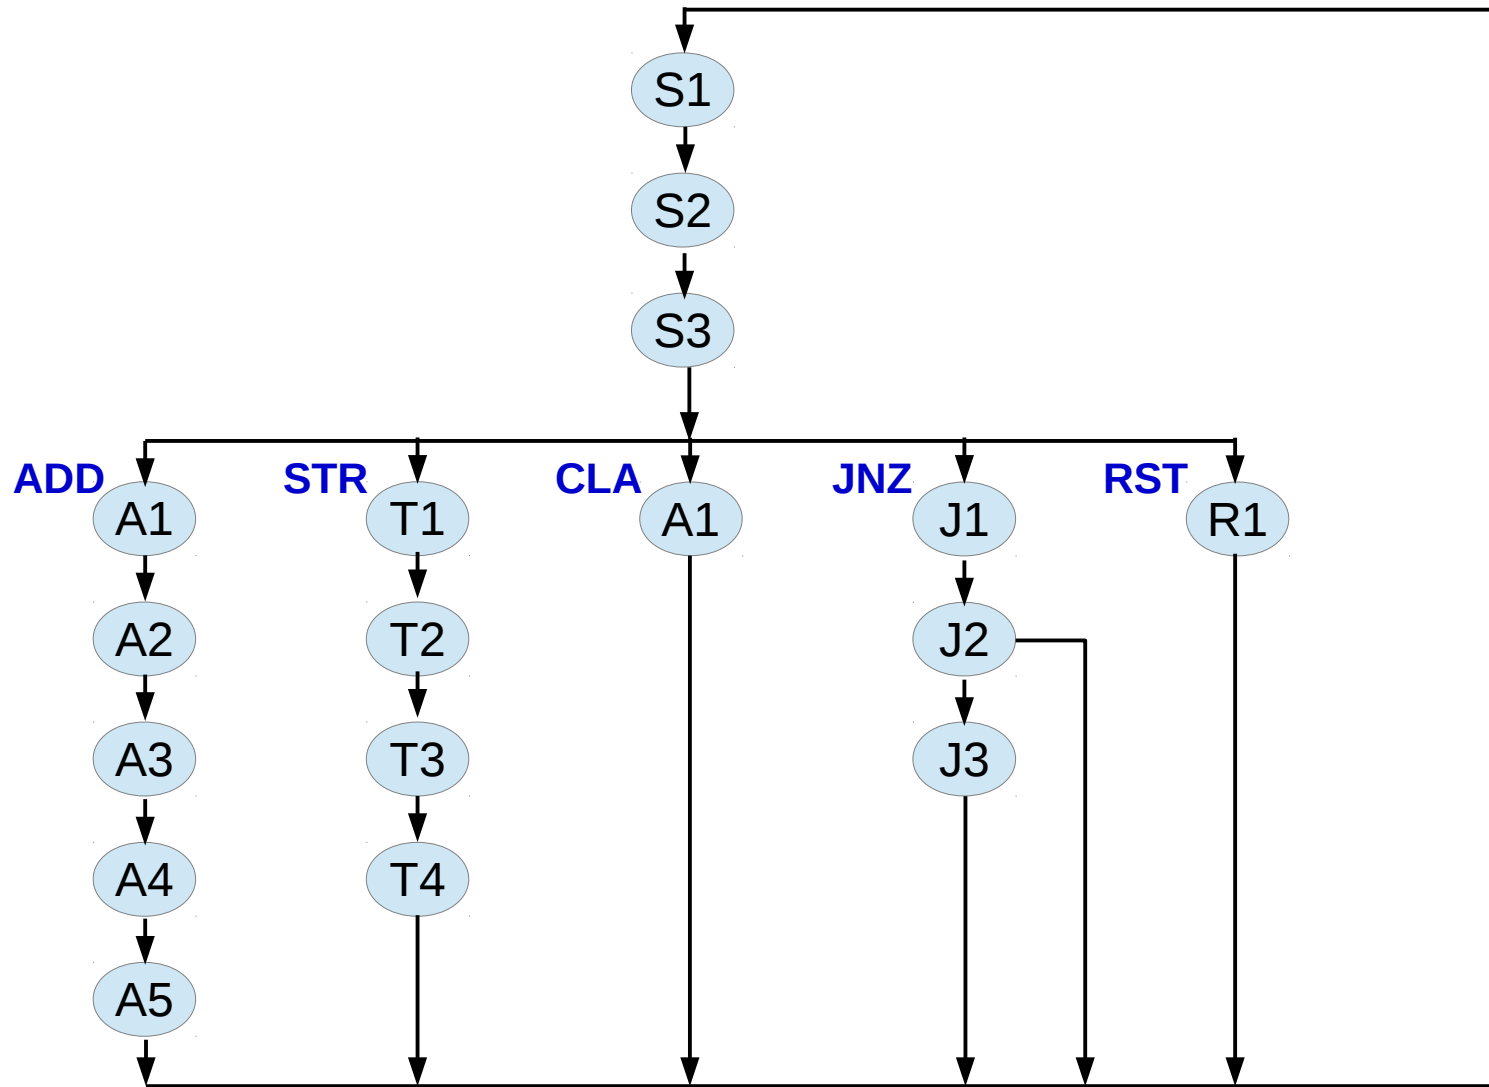 S1
S2
S3
ADD STR CLA JNZ RST
A1 T1 A1 J1 R1
A2 T2 J2
A3 T3 J3
A4 T4
A5